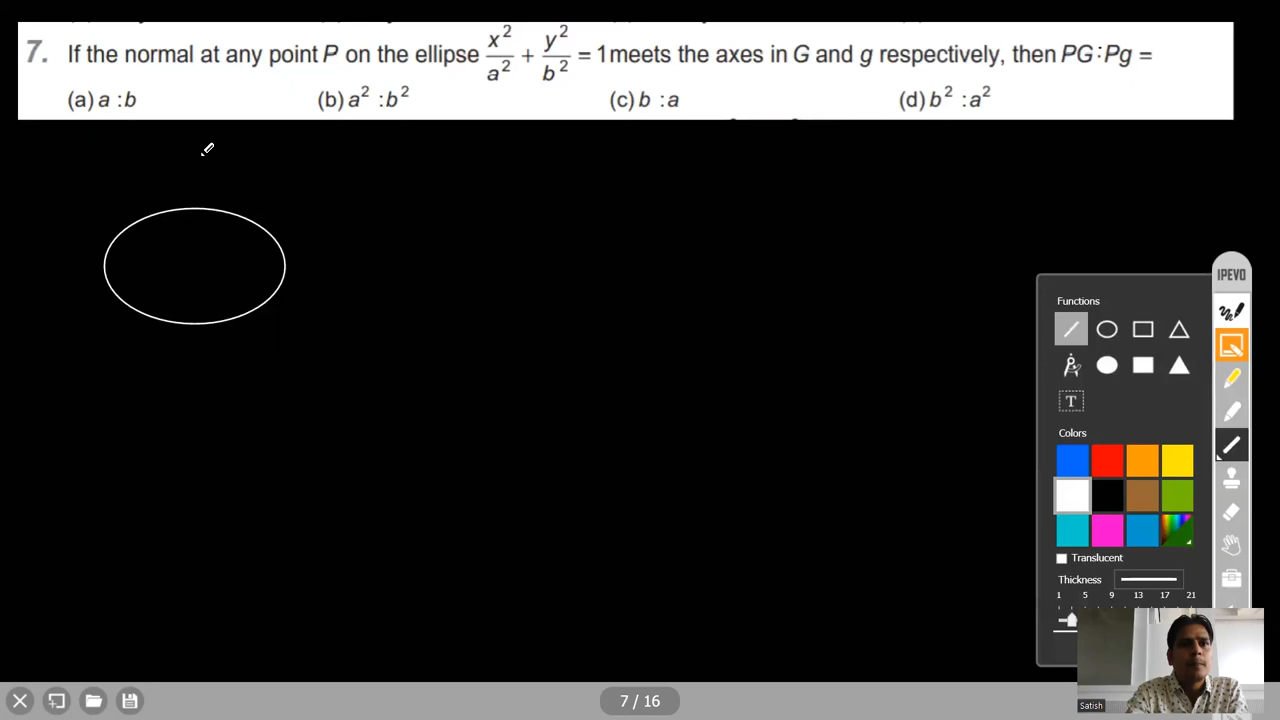 7. If the normal at any point P on the ellipse x²/a² + y²/b² = 1 meets the axes in G and g respectively, then PG : Pg =
(a) a : b (b) a² : b² (c) b : a (d) b² : a²
IPEVO
Functions
T
Colors
Translucent
Thickness
1 5 9 13 17 21
Satish
7 / 16